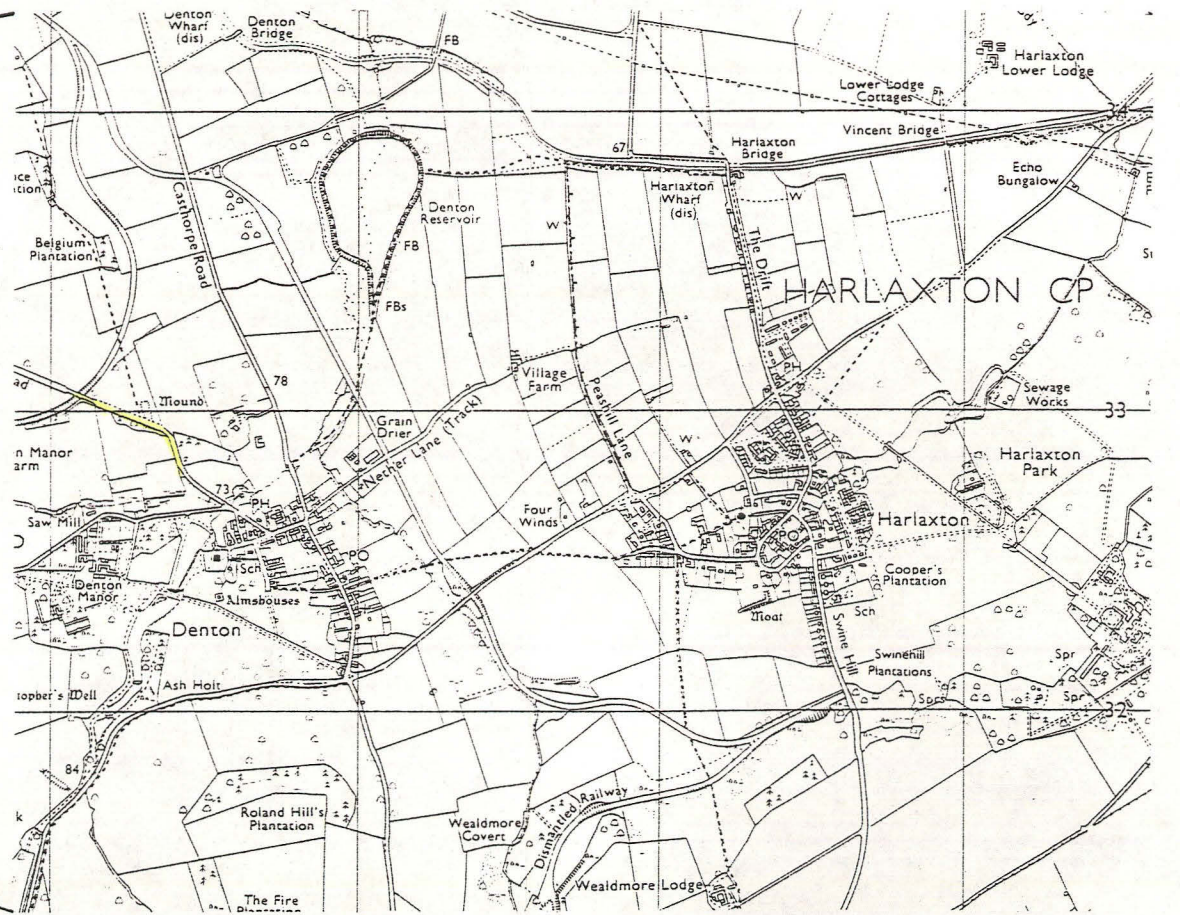 Denton
Wharf
(dis)
Denton
Bridge
FB
Harlaxton
Lower Lodge
Lower Lodge
Cottages
34
Vincent Bridge
67
Harlaxton
Bridge
Echo
Bungalow
Harlaxton
Wharf
(dis)
W
Casthorpe Road
Denton
Reservoir
FB
W
The Drift
Belgium
Plantation
HARLAXTON CP
FBs
78
Village
Farm
PH
Mound
Peashill Lane
Sewage
Works
33
Grain
Drier
Nether Lane (Track)
W
Harlaxton
Park
73
PH
Saw Mill
Four
Winds
Harlaxton
PO
PO
Sch
Denton
Manor
Almshouses
Cooper's
Plantation
Moat
Sch
Denton
Swine Hill
Swinehill
Plantations
Spr
Ash Holt
Sprs
Spr
32
84
Roland Hill's
Plantation
Wealdmore
Covert
Dismantled Railway
Wealdmore Lodge
The Fire
Plantation